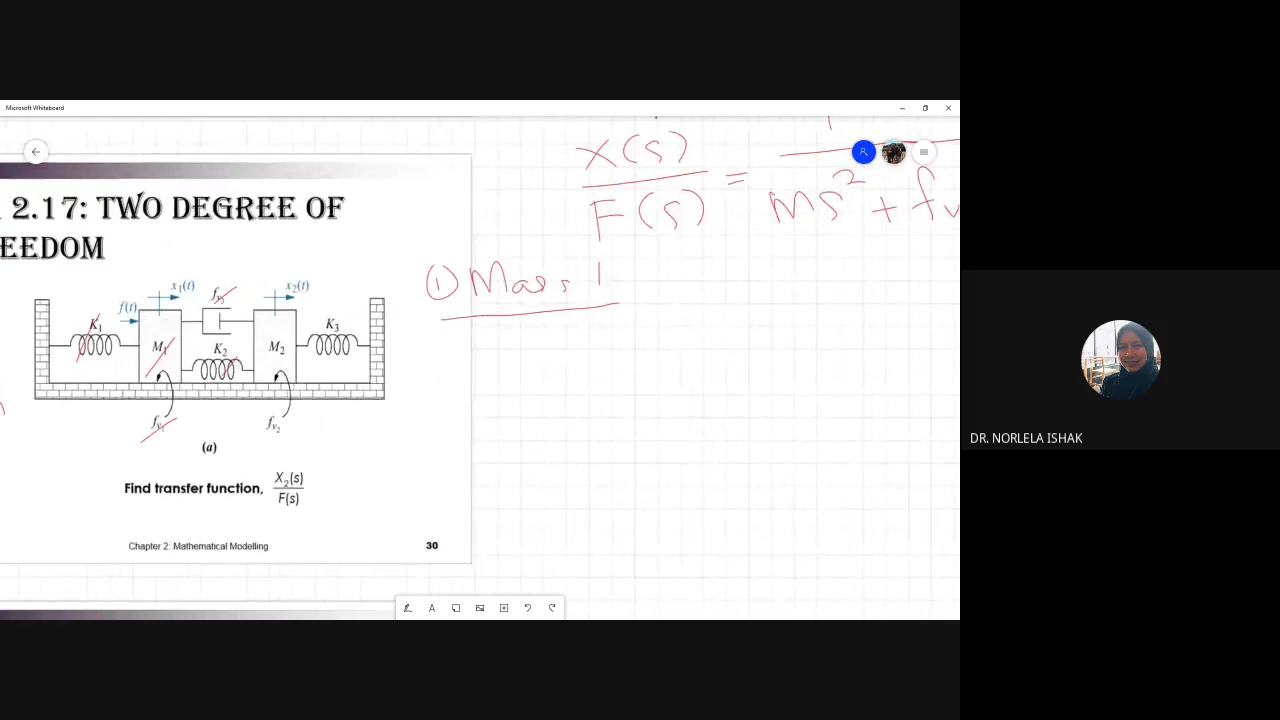 Microsoft Whiteboard
2.17: TWO DEGREE OF
EEDOM
X(s)
F(s)
=
1
Ms² + fv
① Mass 1
x1(t)
x2(t)
f(t)
fv3
K1
M1
K2
M2
K3
fv1
fv2
(a)
Find transfer function, X2(s)
F(s)
Chapter 2: Mathematical Modelling
30
A
DR. NORLELA ISHAK